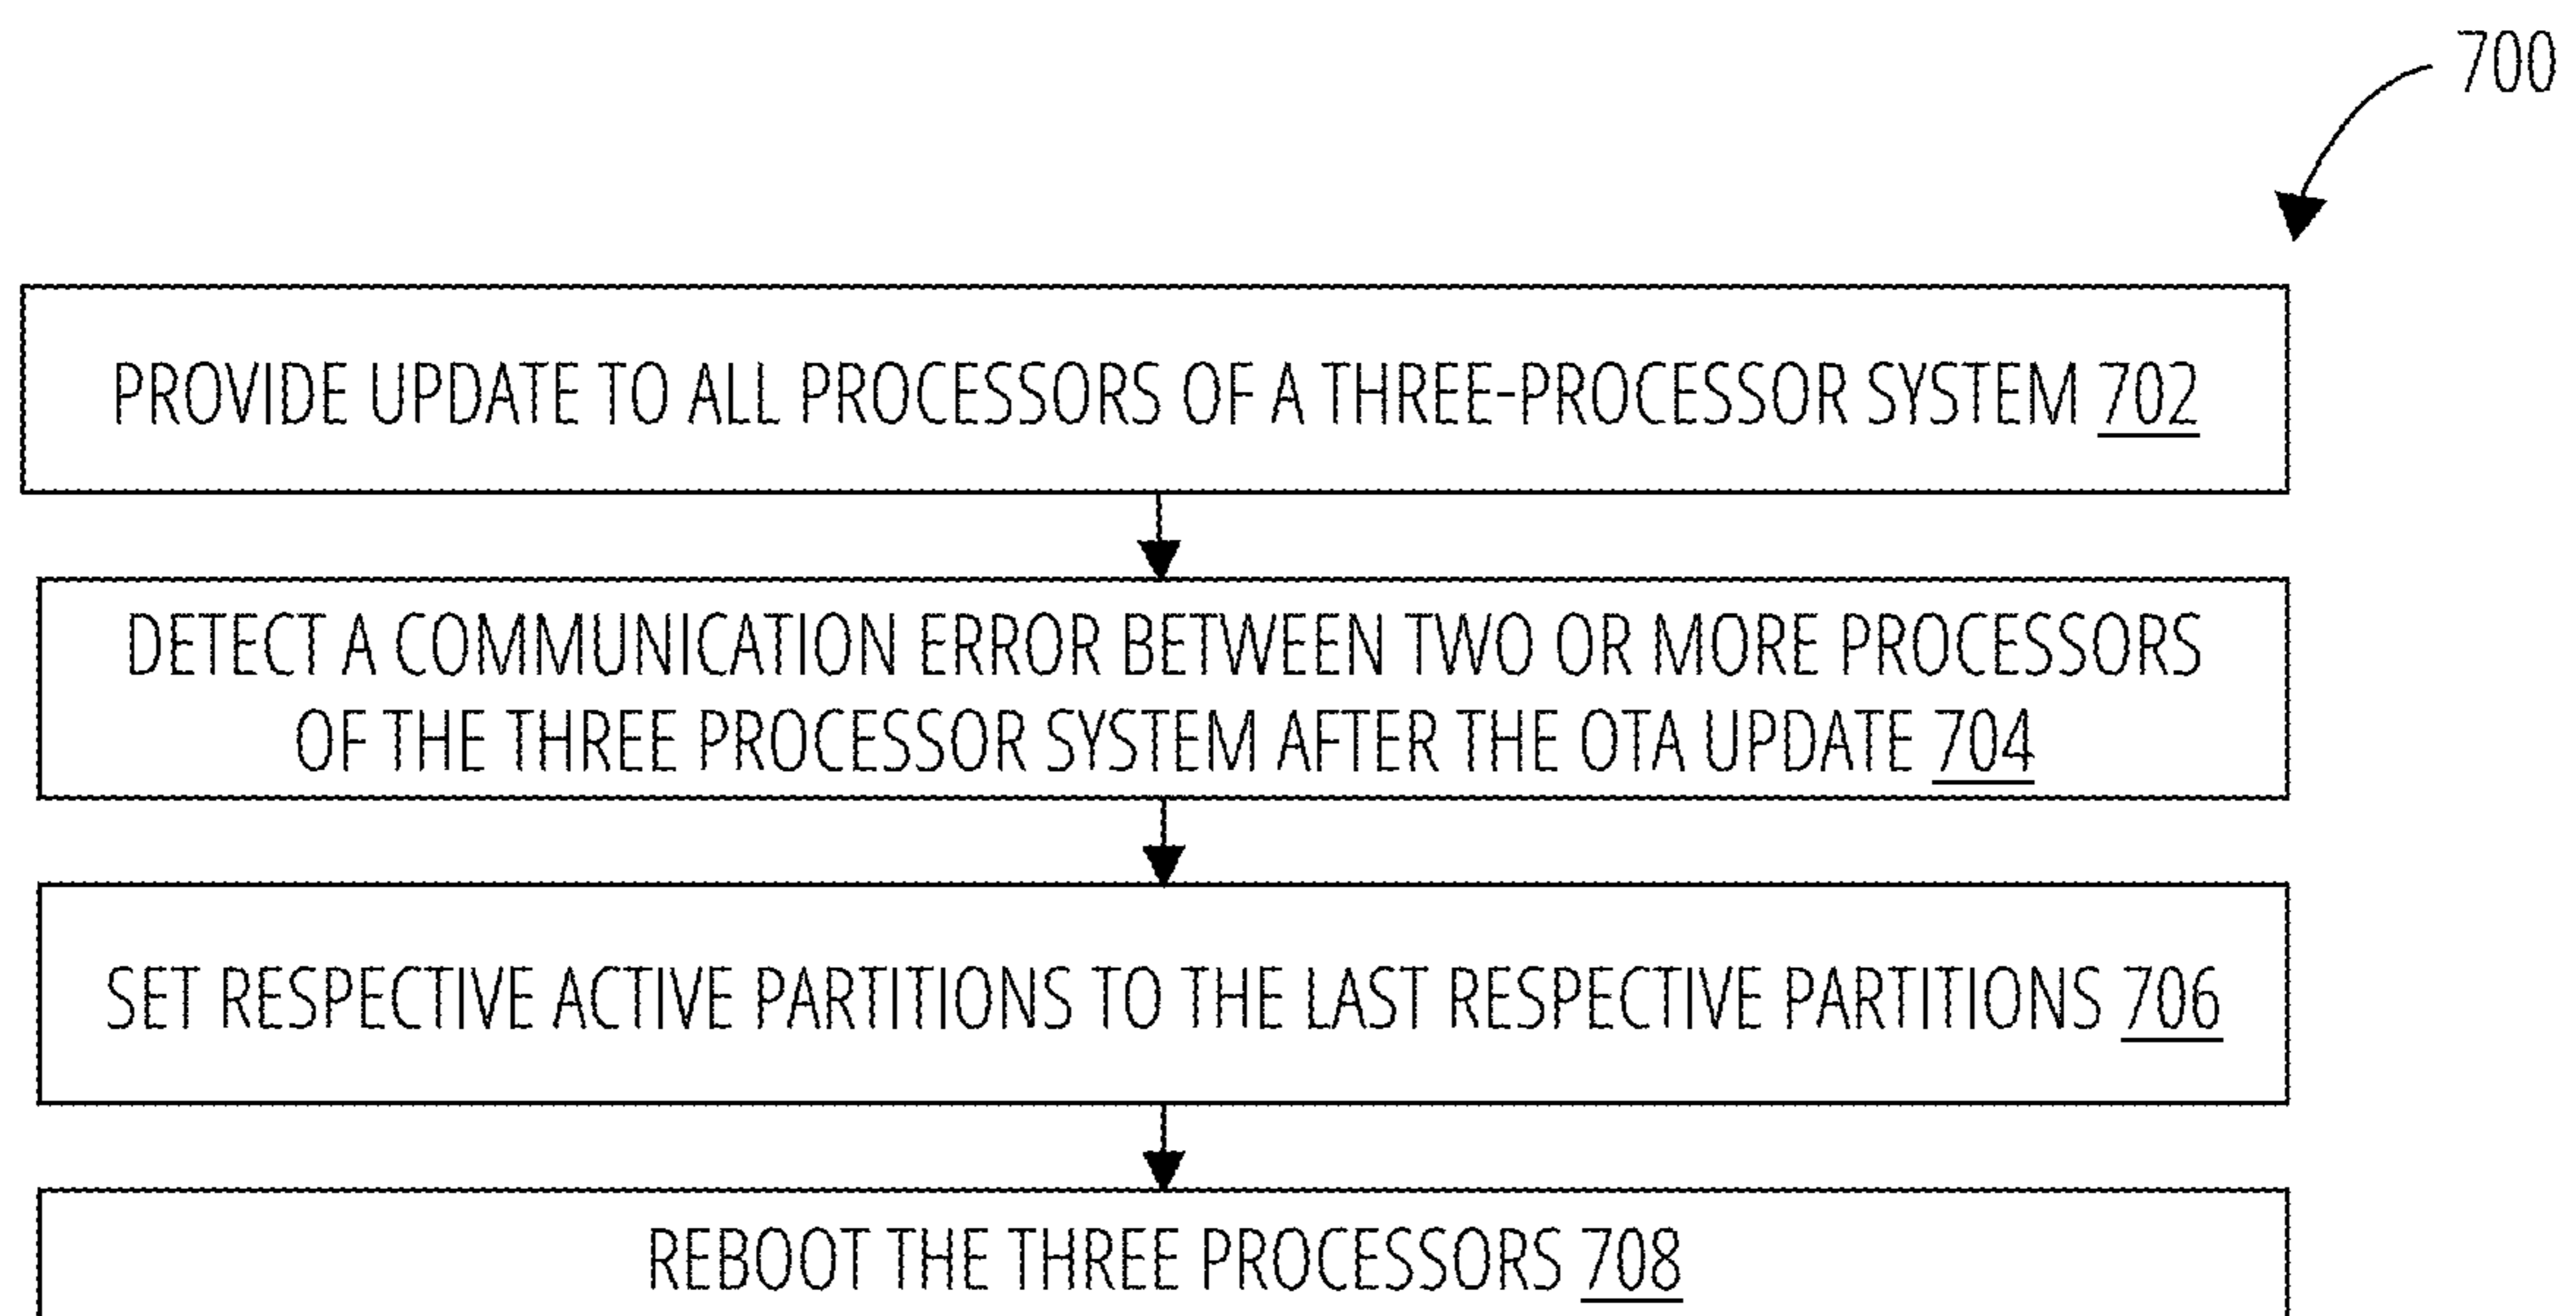 700
PROVIDE UPDATE TO ALL PROCESSORS OF A THREE-PROCESSOR SYSTEM 702
DETECT A COMMUNICATION ERROR BETWEEN TWO OR MORE PROCESSORS
OF THE THREE PROCESSOR SYSTEM AFTER THE OTA UPDATE 704
SET RESPECTIVE ACTIVE PARTITIONS TO THE LAST RESPECTIVE PARTITIONS 706
REBOOT THE THREE PROCESSORS 708